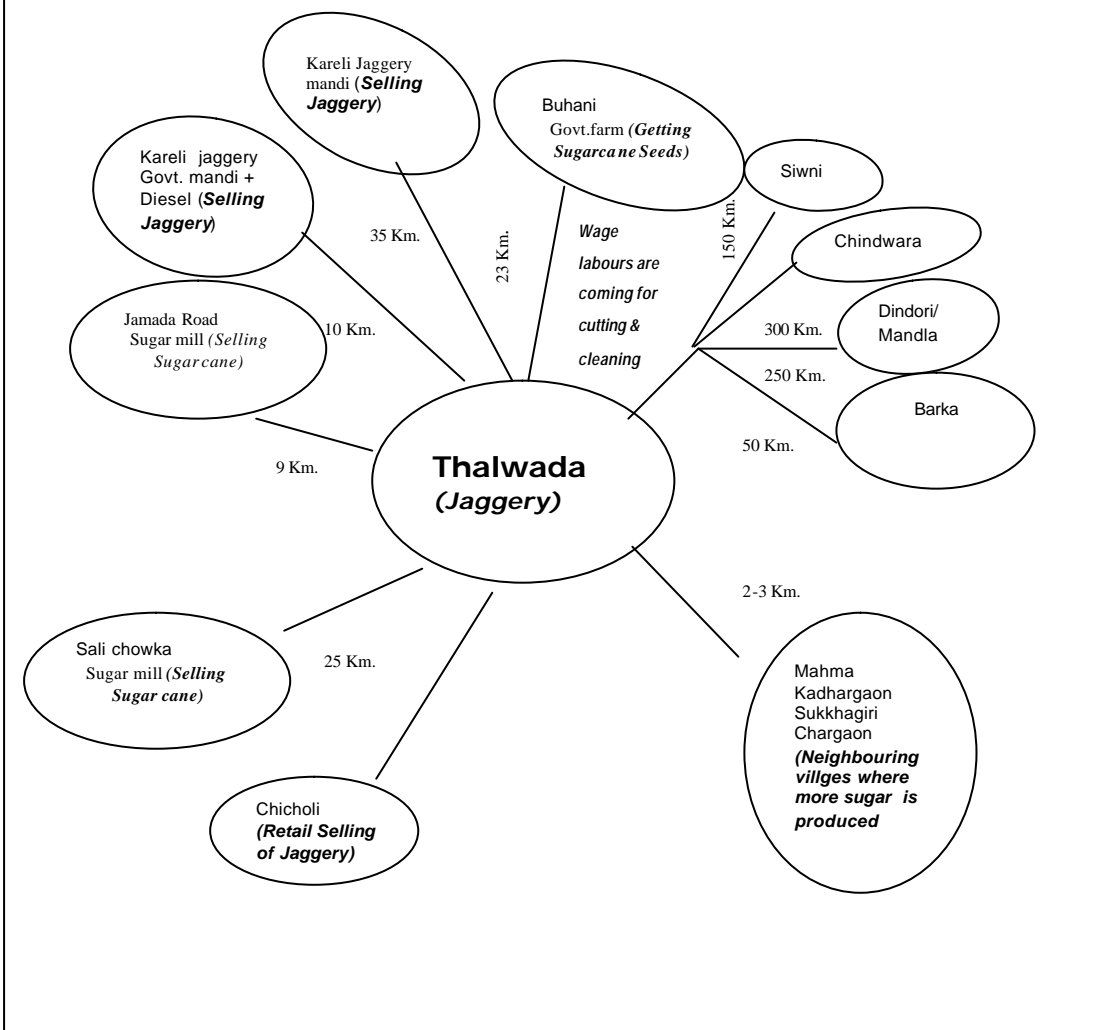 Kareli Jaggery
mandi (Selling
Jaggery)
Buhani
Govt.farm (Getting
Sugarcane Seeds)
Siwni
Kareli jaggery
Govt. mandi +
Diesel (Selling
Jaggery)
35 Km.
23 Km.
Wage
labours are
coming for
cutting &
cleaning
150 Km.
Chindwara
Jamada Road
Sugar mill (Selling
Sugarcane)
10 Km.
300 Km.
Dindori/
Mandla
250 Km.
Barka
9 Km.
50 Km.
Thalwada
(Jaggery)
2-3 Km.
Sali chowka
Sugar mill (Selling
Sugar cane)
25 Km.
Mahma
Kadhargaon
Sukkhagiri
Chargaon
(Neighbouring
villges where
more sugar is
produced
Chicholi
(Retail Selling
of Jaggery)